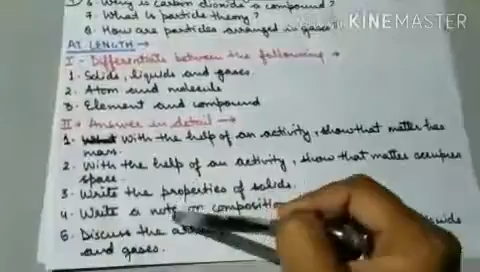 6. Why is carbon dioxide a compound?
7. What is particle theory?
8. How are particles arranged in gases
KINEMASTER
AT LENGTH →
I - Differentiate between the following →
1. Solids, liquids and gases.
2. Atom and molecule
3. Element and compound
II - Answer in detail →
1. With the help of an activity, show that matter has
mass.
2. With the help of an activity, show that matter occupies
space.
3. Write the properties of solids.
4. Write a note on composition
5. Discuss the
and gases.